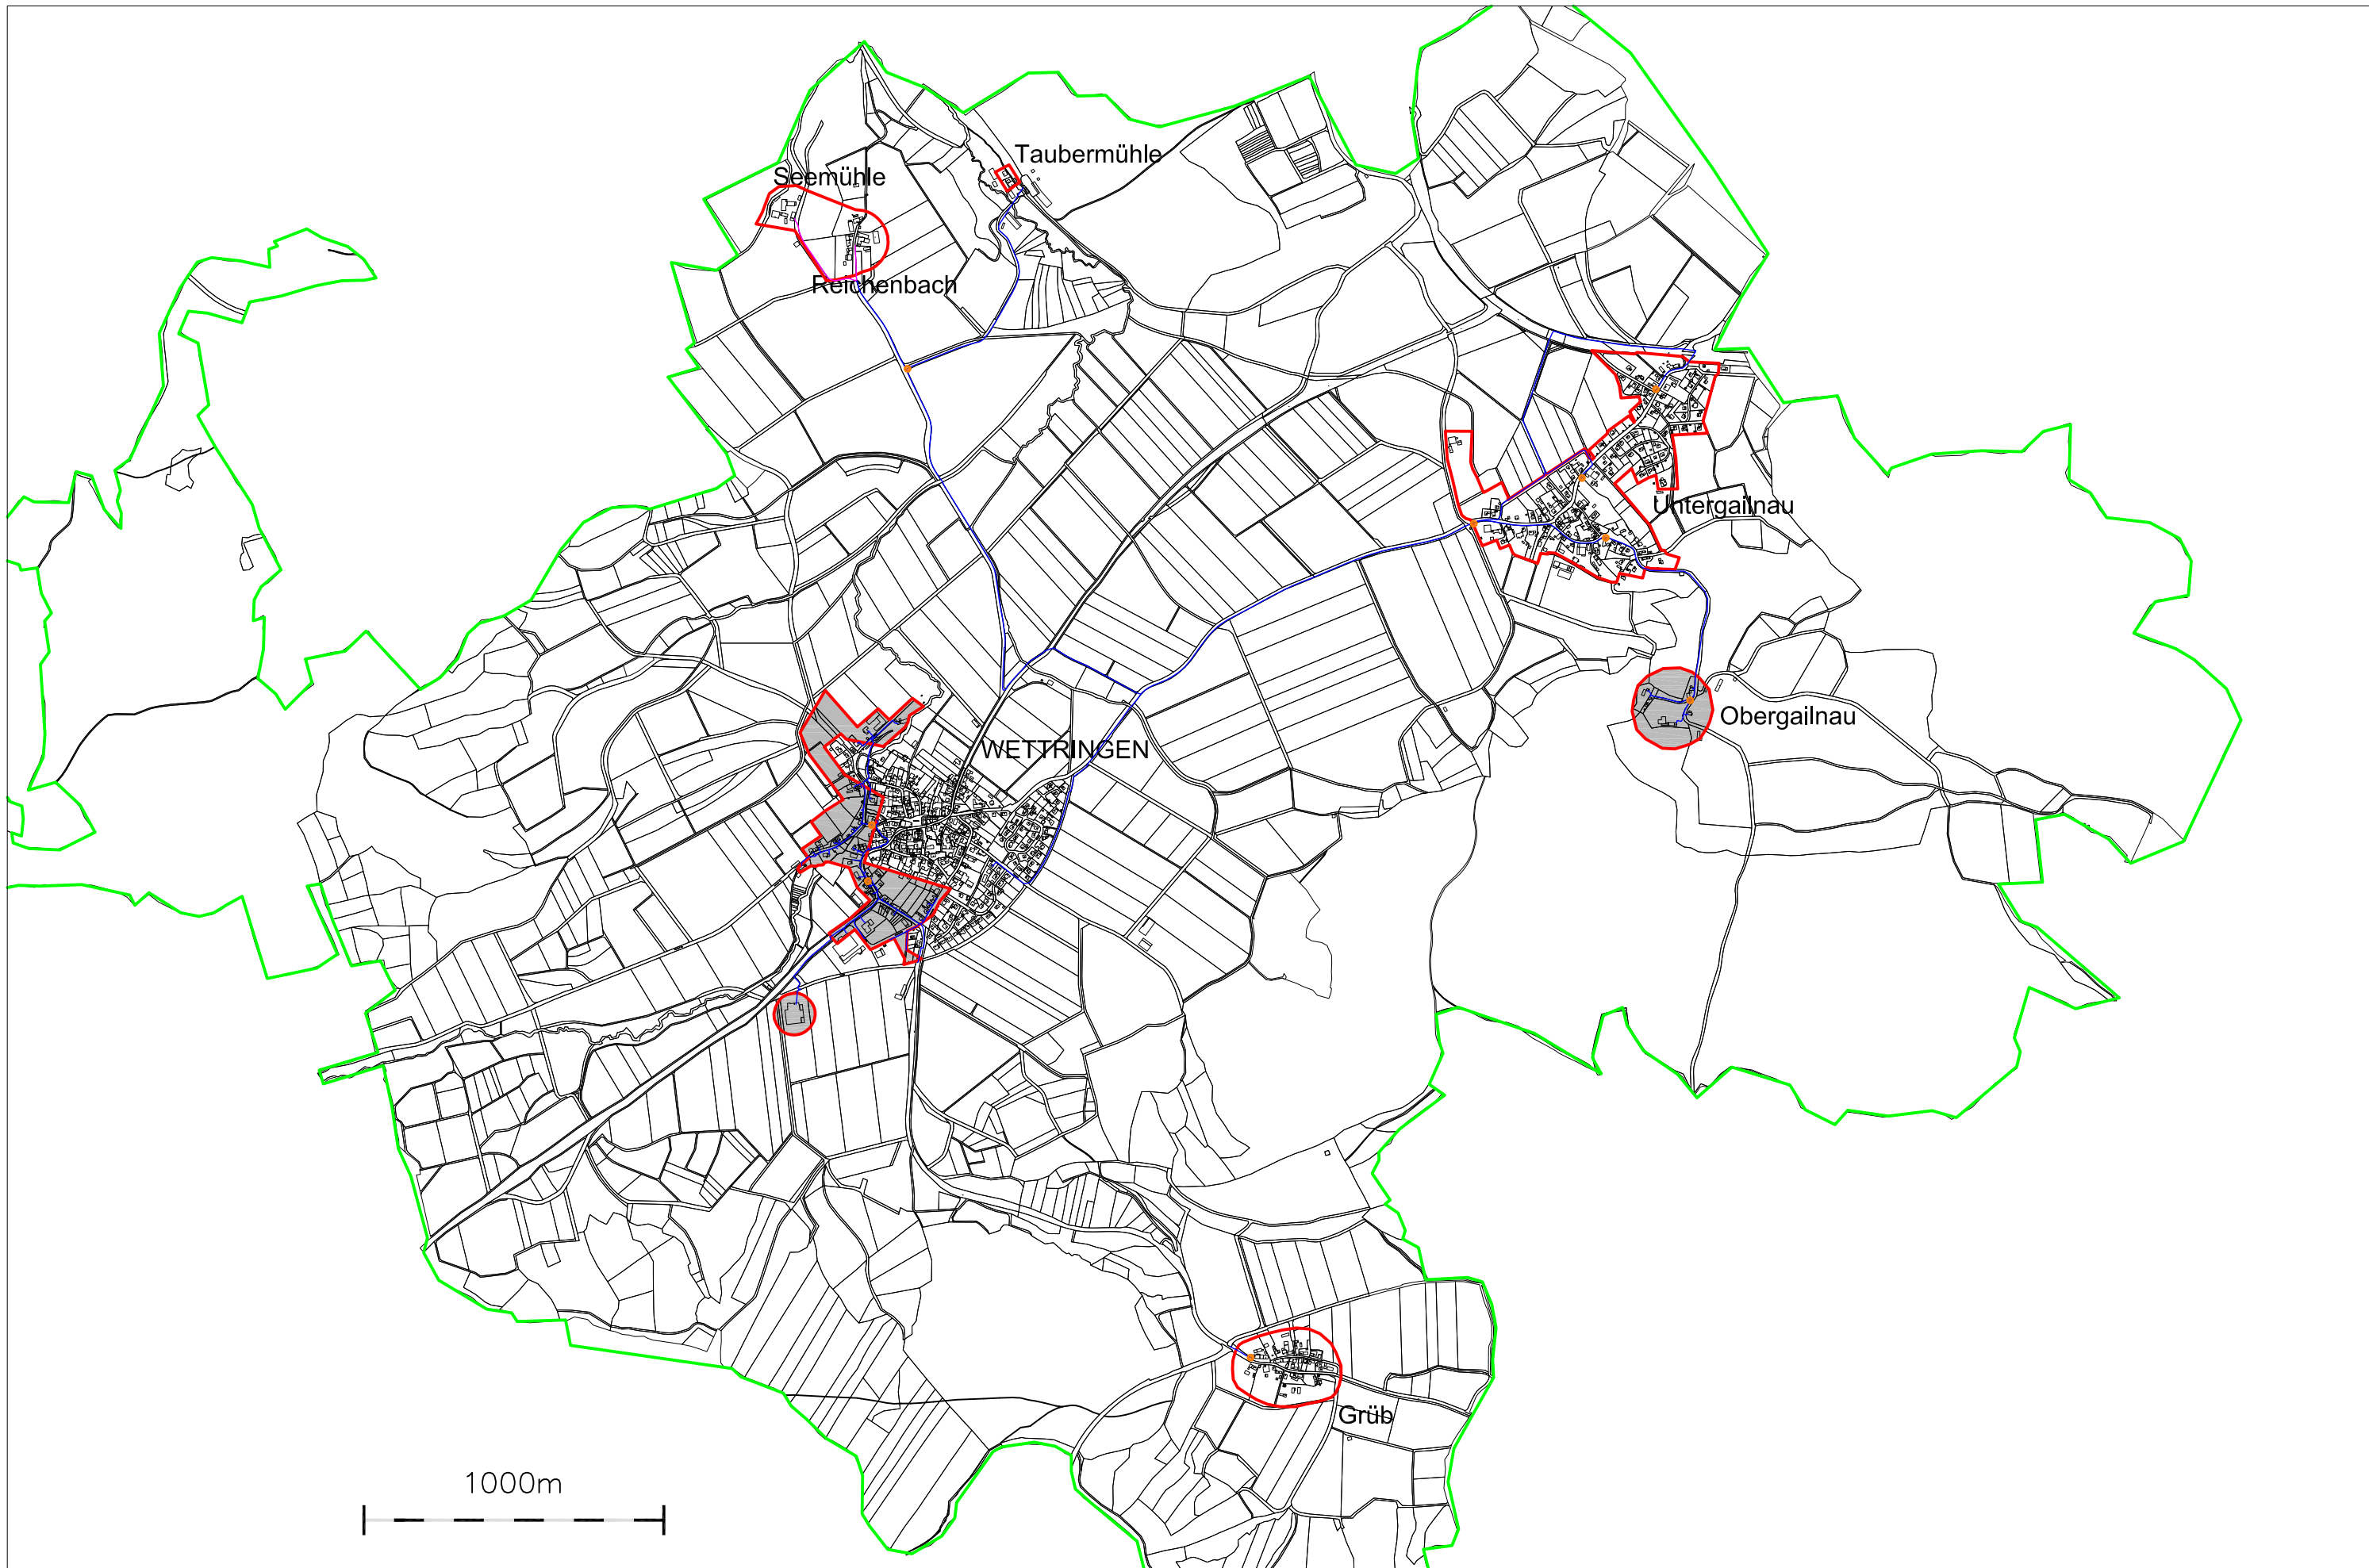 Taubermühle
Seemühle
Reichenbach
Untergailnau
Obergailnau
WETTRINGEN
Grüb
1000m